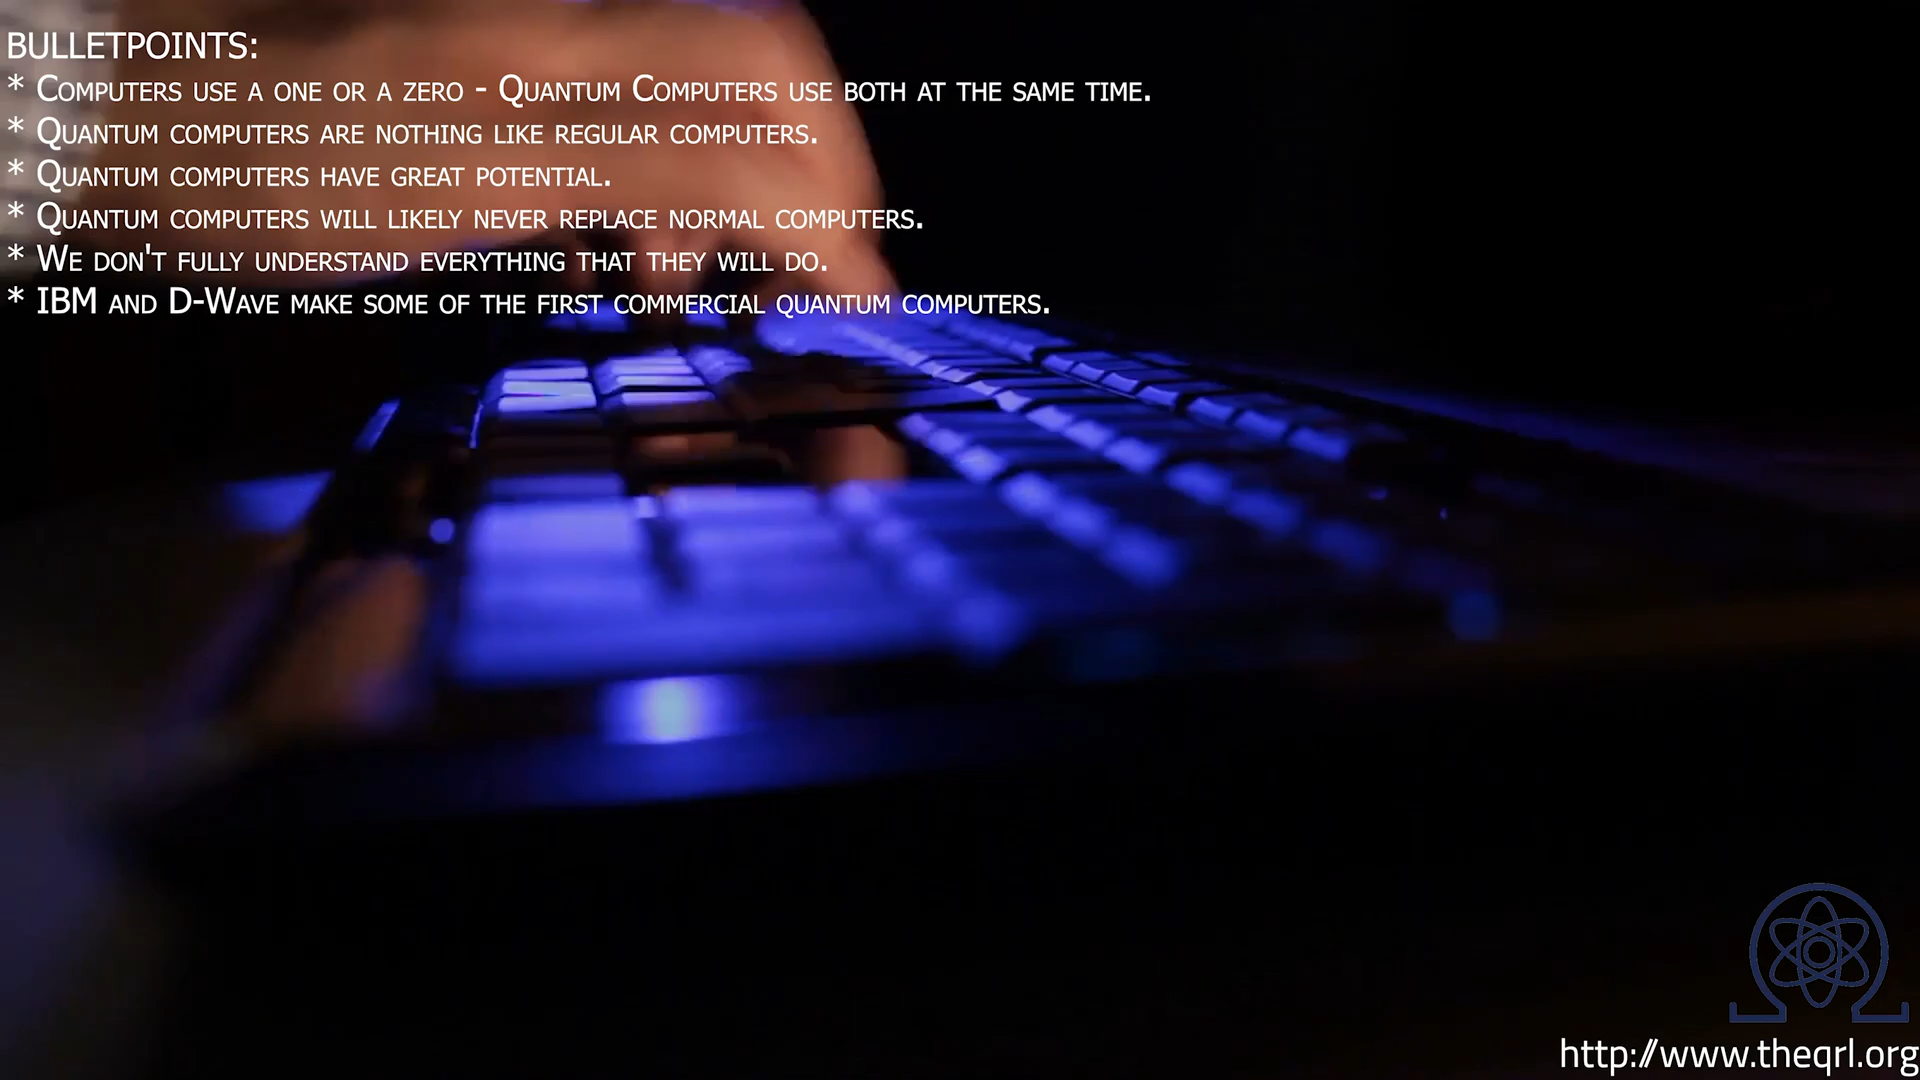 BULLETPOINTS:
* Computers use a one or a zero - Quantum Computers use both at the same time.
* Quantum computers are nothing like regular computers.
* Quantum computers have great potential.
* Quantum computers will likely never replace normal computers.
* We don't fully understand everything that they will do.
* IBM and D-Wave make some of the first commercial quantum computers.
http://www.theqrl.org